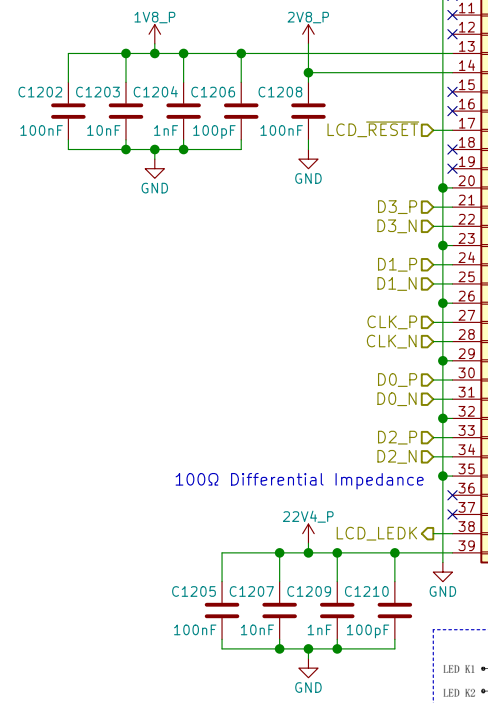 1V8_P
2V8_P
11
12
13
14
C1202 C1203 C1204 C1206 C1208
15
16
100nF 10nF 1nF 100pF 100nF
LCD_RESET
17
18
19
GND
GND
20
D3_P
21
D3_N
22
23
D1_P
24
D1_N
25
26
CLK_P
27
CLK_N
28
29
D0_P
30
D0_N
31
32
D2_P
33
D2_N
34
35
100Ω Differential Impedance
36
37
22V4_P
LCD_LEDK
38
39
C1205 C1207 C1209 C1210
GND
100nF 10nF 1nF 100pF
GND
LED K1
LED K2